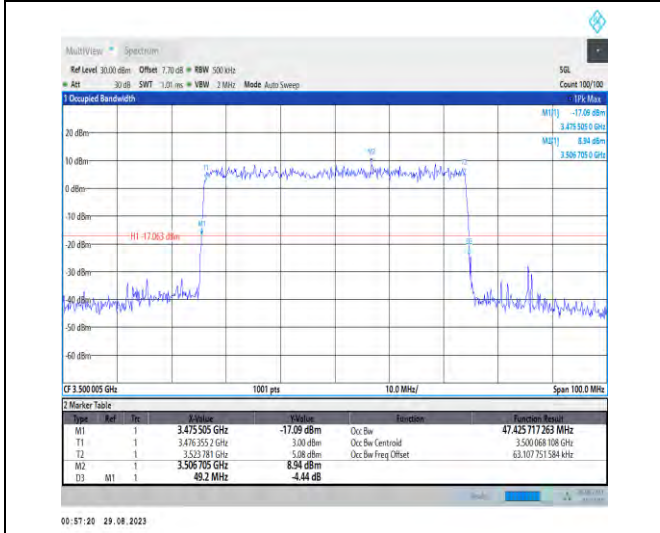 MultiView Spectrum
Ref Level 30.00 dBm Offset 7.70 dB RBW 500 kHz SGL
Att 30 dB SWT 1.01 ms VBW 2 MHz Mode Auto Sweep Count 100/100
1 Occupied Bandwidth 1Pk Max
M1[1] -17.09 dBm
3.475 505 0 GHz
M2[1] 8.94 dBm
3.506 705 0 GHz
20 dBm
10 dBm
M2
T1
T2
0 dBm
-10 dBm
M1
H1 -17.063 dBm
-20 dBm
D3
-30 dBm
-40 dBm
-50 dBm
-60 dBm
CF 3.500 005 GHz 1001 pts 10.0 MHz/ Span 100.0 MHz
2 Marker Table
Type Ref Trc X-Value Y-Value Function Function Result
M1 1 3.475 505 GHz -17.09 dBm Occ Bw 47.425 717 263 MHz
T1 1 3.476 355 2 GHz 3.00 dBm Occ Bw Centroid 3.500 068 108 GHz
T2 1 3.523 781 GHz 5.08 dBm Occ Bw Freq Offset 63.107 751 584 kHz
M2 1 3.506 705 GHz 8.94 dBm
D3 M1 1 49.2 MHz -4.44 dB
00:57:20 29.08.2023